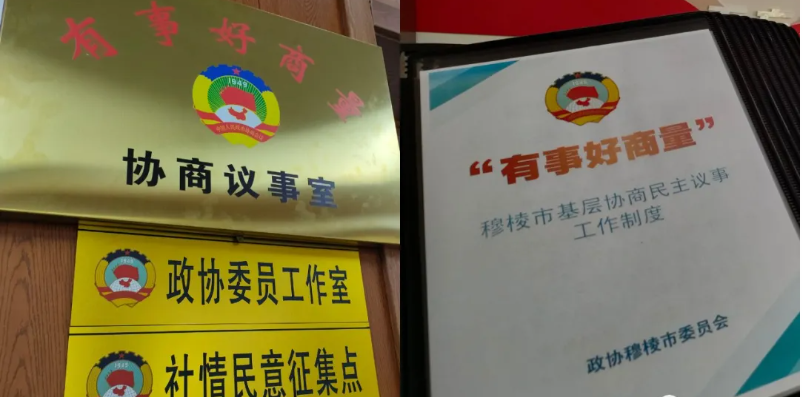 有事好商量
1949
协商议事室
政协委员工作室
社情民意征集点
“有事好商量”
穆棱市基层协商民主议事
工作制度
政协穆棱市委员会